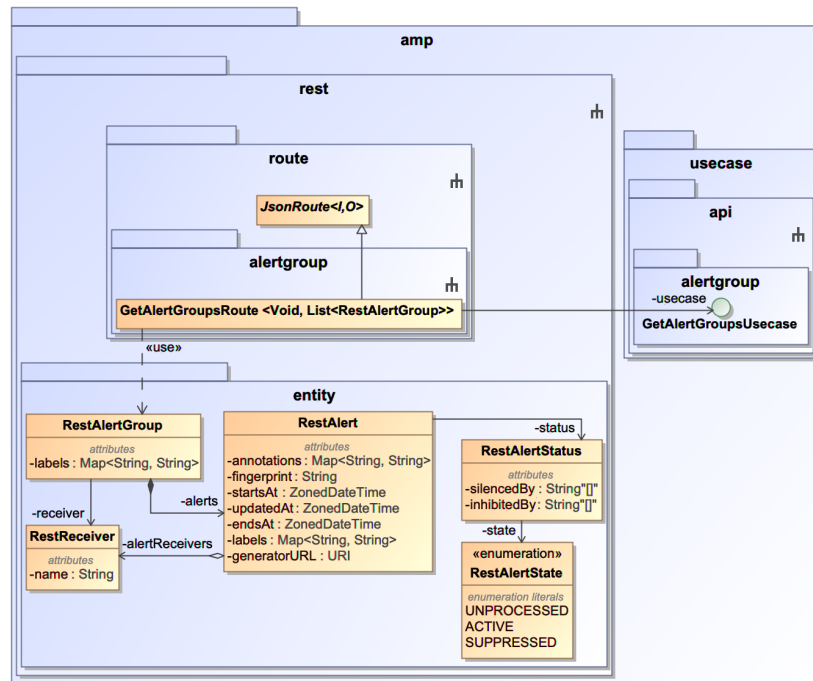 amp
rest
route
JsonRoute<I,O>
alertgroup
GetAlertGroupsRoute <Void, List<RestAlertGroup>>
usecase
api
alertgroup
-usecase
GetAlertGroupsUsecase
«use»
entity
RestAlertGroup
attributes
-labels : Map<String, String>
-receiver
-alerts
RestReceiver
attributes
-name : String
-alertReceivers
RestAlert
attributes
-annotations : Map<String, String>
-fingerprint : String
-startsAt : ZonedDateTime
-updatedAt : ZonedDateTime
-endsAt : ZonedDateTime
-labels : Map<String, String>
-generatorURL : URI
-status
RestAlertStatus
attributes
-silencedBy : String"[]"
-inhibitedBy : String"[]"
-state
«enumeration»
RestAlertState
enumeration literals
UNPROCESSED
ACTIVE
SUPPRESSED